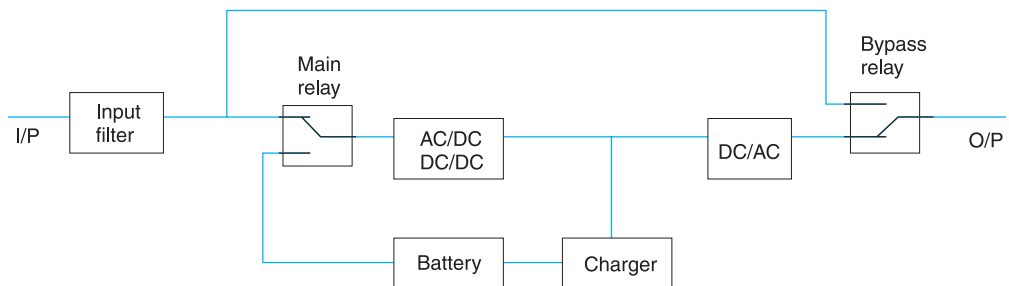 I/P
Input
filter
Main
relay
AC/DC
DC/DC
Battery
Charger
DC/AC
Bypass
relay
O/P